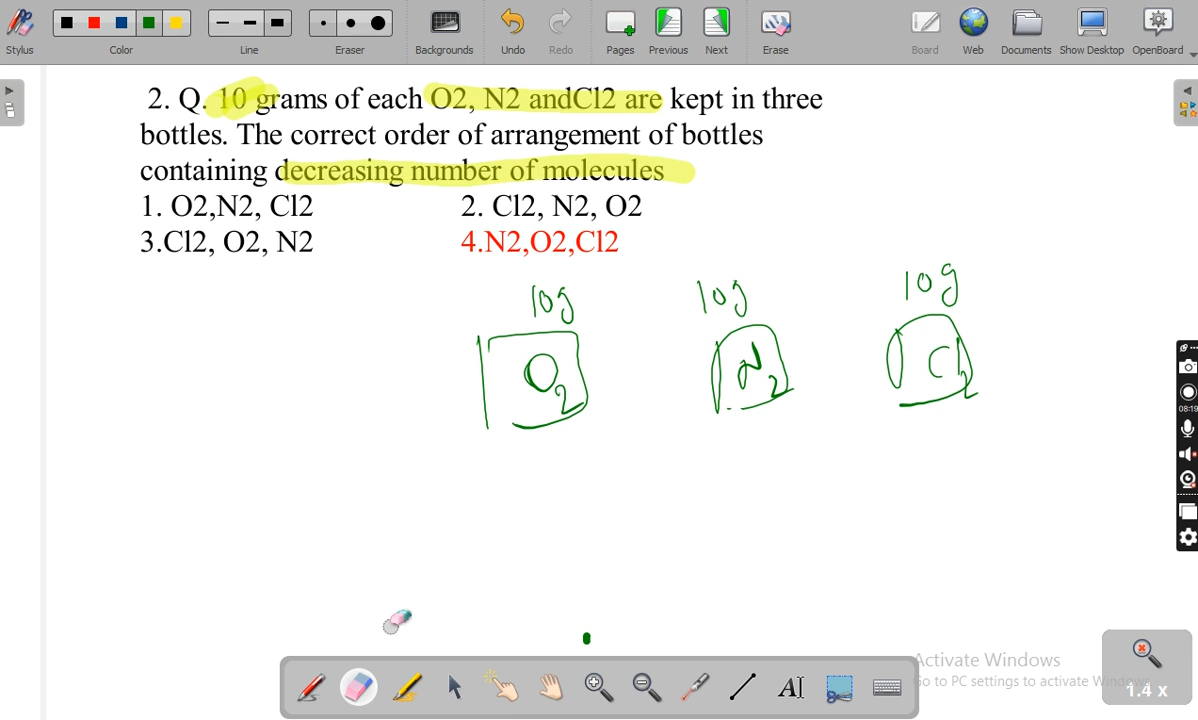 Stylus
Color
Line
Eraser
Backgrounds
Undo
Redo
Pages
Previous
Next
Erase
Board
Web
Documents
Show Desktop
OpenBoard
2. Q. 10 grams of each O2, N2 andCl2 are kept in three
bottles. The correct order of arrangement of bottles
containing decreasing number of molecules
1. O2,N2, Cl2 2. Cl2, N2, O2
3.Cl2, O2, N2 4.N2,O2,Cl2
10g 10g 10g
O2 N2 Cl2
08:19
Activate Windows
Go to PC settings to activate Windows
1.4 x
AI